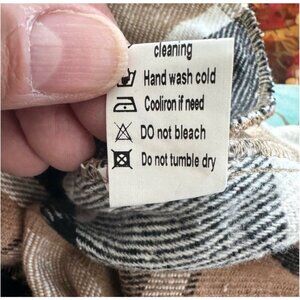 cleaning
Hand wash cold
Cooliron if need
DO not bleach
Do not tumble dry